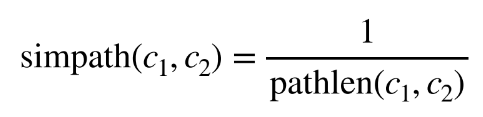 simpath(c₁, c₂) = 1 / pathlen(c₁, c₂)